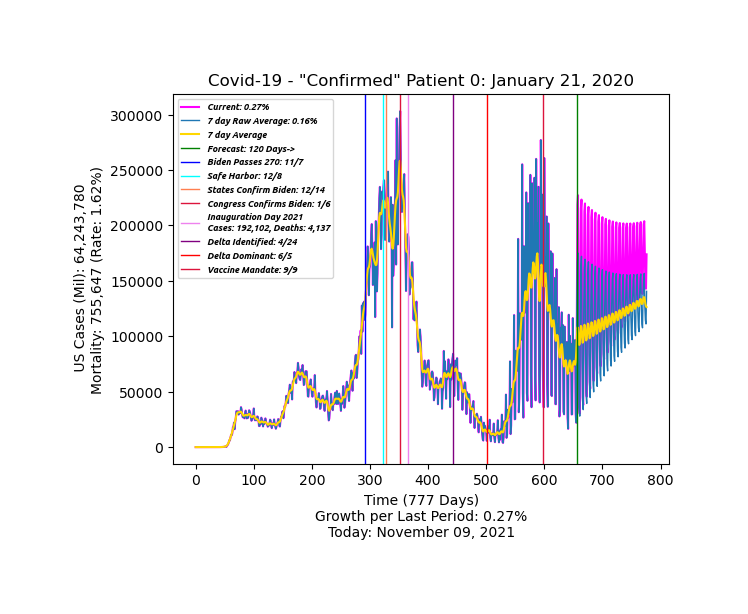 Covid-19 - "Confirmed" Patient 0: January 21, 2020
US Cases (Mil): 64,243,780
Mortality: 755,647 (Rate: 1.62%)
300000
250000
200000
150000
100000
50000
0
Current: 0.27%
7 day Raw Average: 0.16%
7 day Average
Forecast: 120 Days->
Biden Passes 270: 11/7
Safe Harbor: 12/8
States Confirm Biden: 12/14
Congress Confirms Biden: 1/6
Inauguration Day 2021
Cases: 192,102, Deaths: 4,137
Delta Identified: 4/24
Delta Dominant: 6/5
Vaccine Mandate: 9/9
0 100 200 300 400 500 600 700 800
Time (777 Days)
Growth per Last Period: 0.27%
Today: November 09, 2021